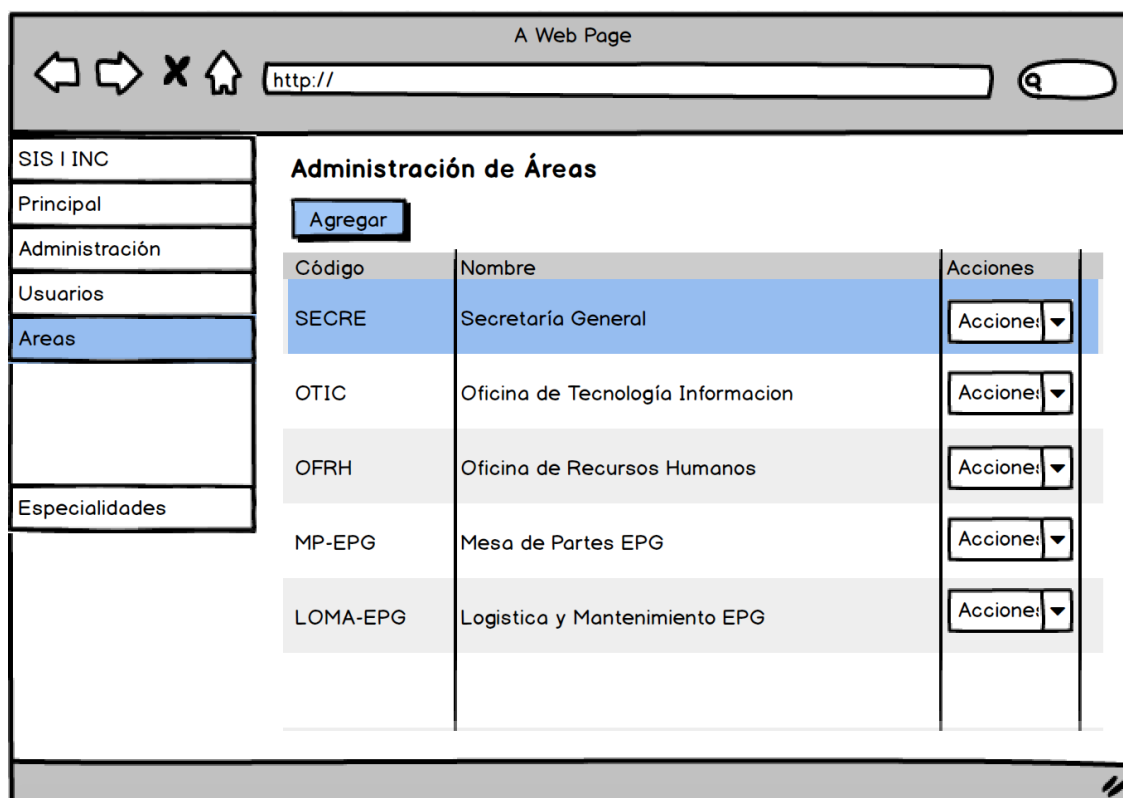 A Web Page
http://
SIS I INC
Principal
Administración
Usuarios
Areas
Especialidades
Administración de Áreas
Agregar
Código Nombre Acciones
SECRE Secretaría General Acciones
OTIC Oficina de Tecnología Informacion Acciones
OFRH Oficina de Recursos Humanos Acciones
MP-EPG Mesa de Partes EPG Acciones
LOMA-EPG Logistica y Mantenimiento EPG Acciones